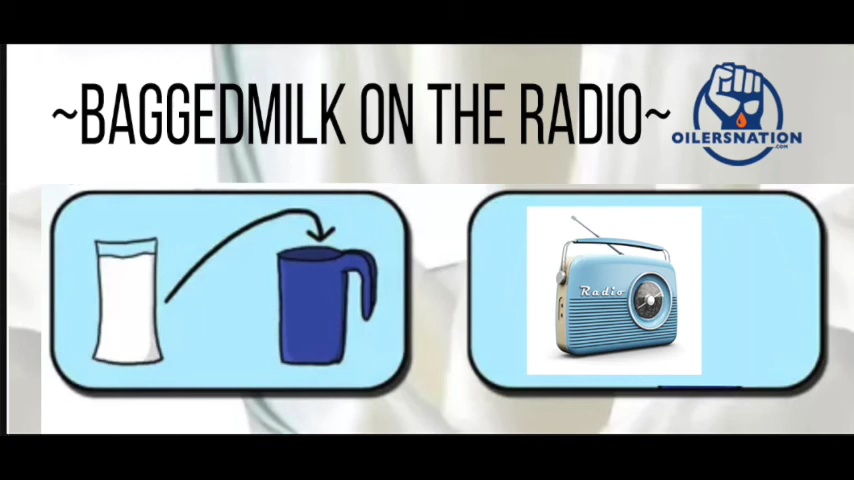 ~BAGGEDMILK ON THE RADIO~
OILERSNATION
.COM
Radio